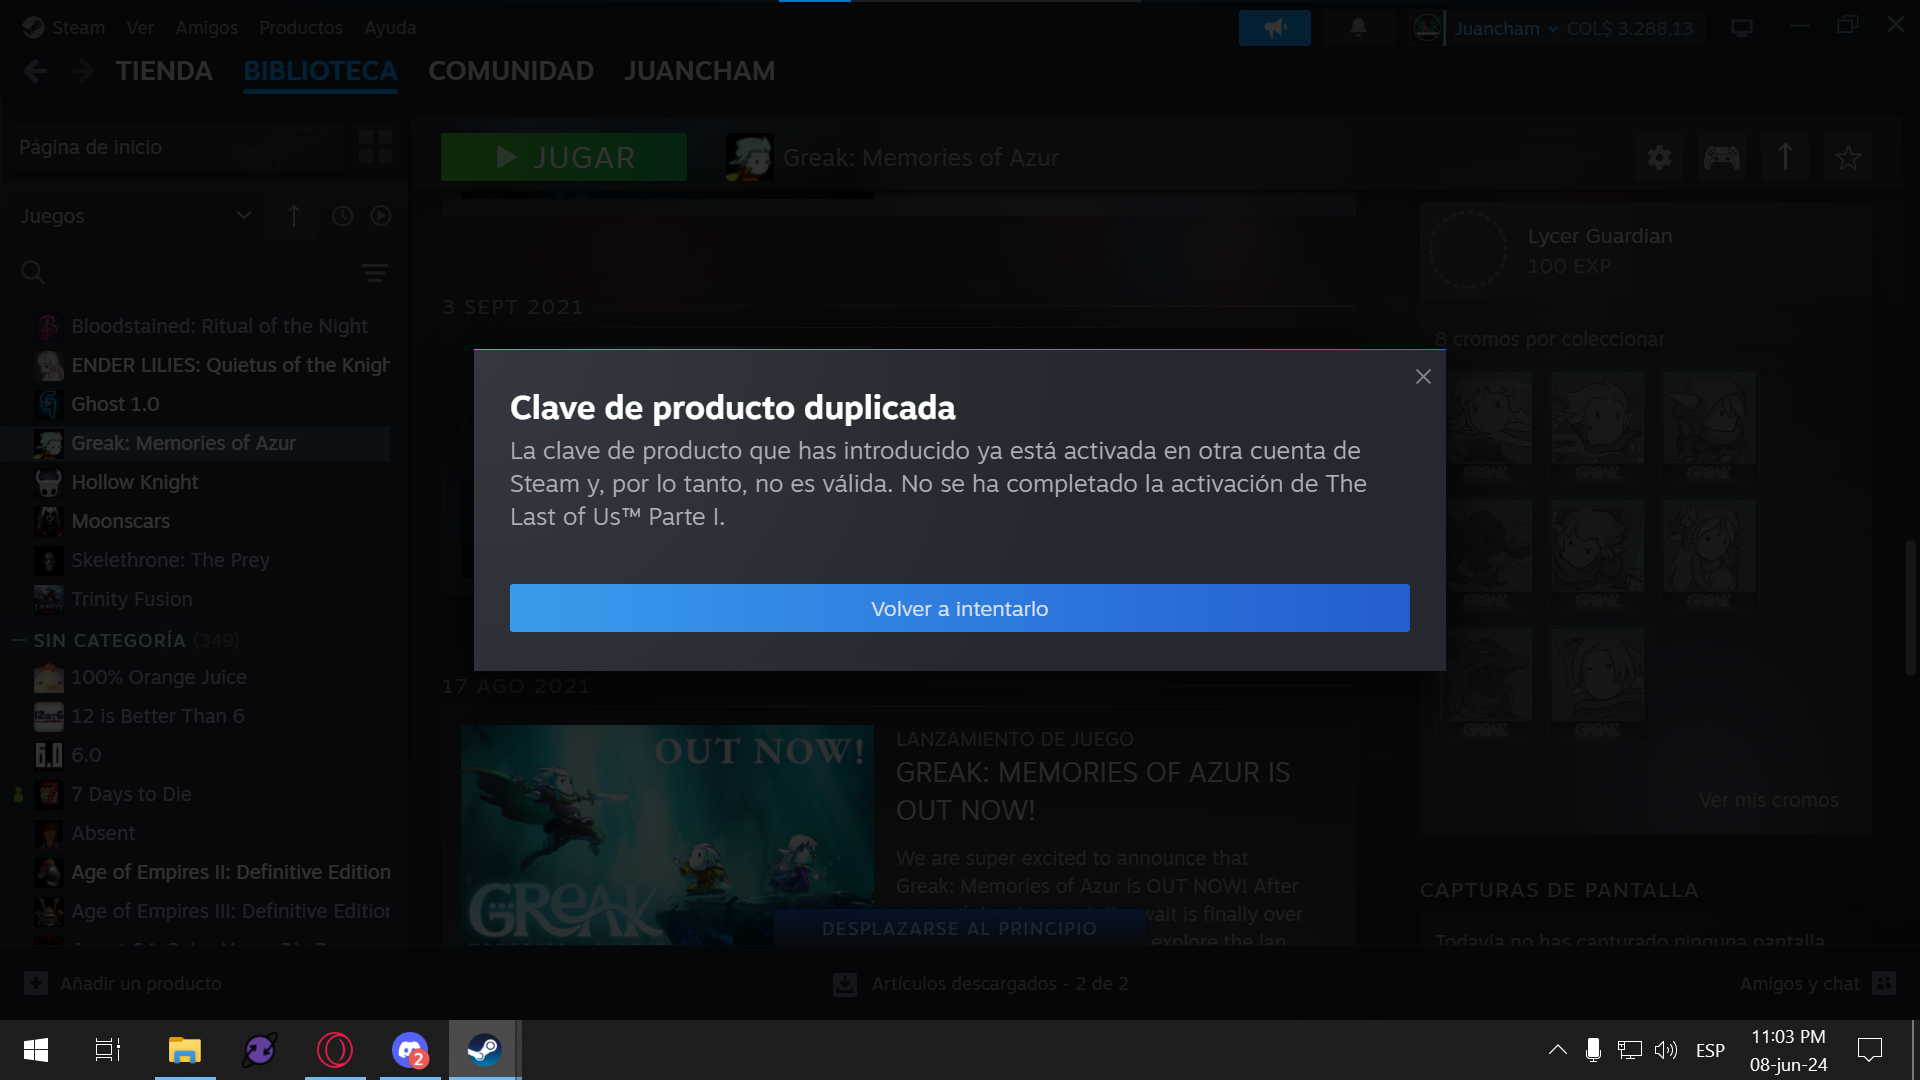 Steam Ver Amigos Productos Ayuda
Juancham COL$ 3.288,13
TIENDA BIBLIOTECA COMUNIDAD JUANCHAM
Página de inicio
JUGAR
Greak: Memories of Azur
Juegos
Bloodstained: Ritual of the Night
ENDER LILIES: Quietus of the Knigh
Ghost 1.0
Greak: Memories of Azur
Hollow Knight
Moonscars
Skelethrone: The Prey
Trinity Fusion
SIN CATEGORÍA (349)
100% Orange Juice
12 is Better Than 6
6.0
7 Days to Die
Absent
Age of Empires II: Definitive Edition
Age of Empires III: Definitive Edition
3 SEPT 2021
Clave de producto duplicada
La clave de producto que has introducido ya está activada en otra cuenta de
Steam y, por lo tanto, no es válida. No se ha completado la activación de The
Last of Us™ Parte I.
Volver a intentarlo
17 AGO 2021
OUT NOW!
GREAK
LANZAMIENTO DE JUEGO
GREAK: MEMORIES OF AZUR IS
OUT NOW!
We are super excited to announce that
Greak: Memories of Azur is OUT NOW! After
wait is finally over
explore the lan
DESPLAZARSE AL PRINCIPIO
Lycer Guardian
100 EXP
8 cromos por coleccionar
GREAK GREAK GREAK
GREAK GREAK GREAK
GREAK GREAK
Ver mis cromos
CAPTURAS DE PANTALLA
Todavía no has capturado ninguna pantalla
Añadir un producto
Artículos descargados - 2 de 2
Amigos y chat
2
ESP
11:03 PM
08-jun-24